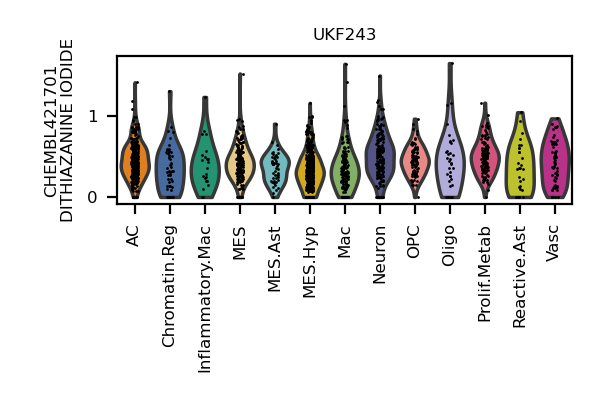 UKF243
CHEMBL421701
DITHIAZANINE IODIDE
1
0
AC
Chromatin.Reg
Inflammatory.Mac
MES
MES.Ast
MES.Hyp
Mac
Neuron
OPC
Oligo
Prolif.Metab
Reactive.Ast
Vasc